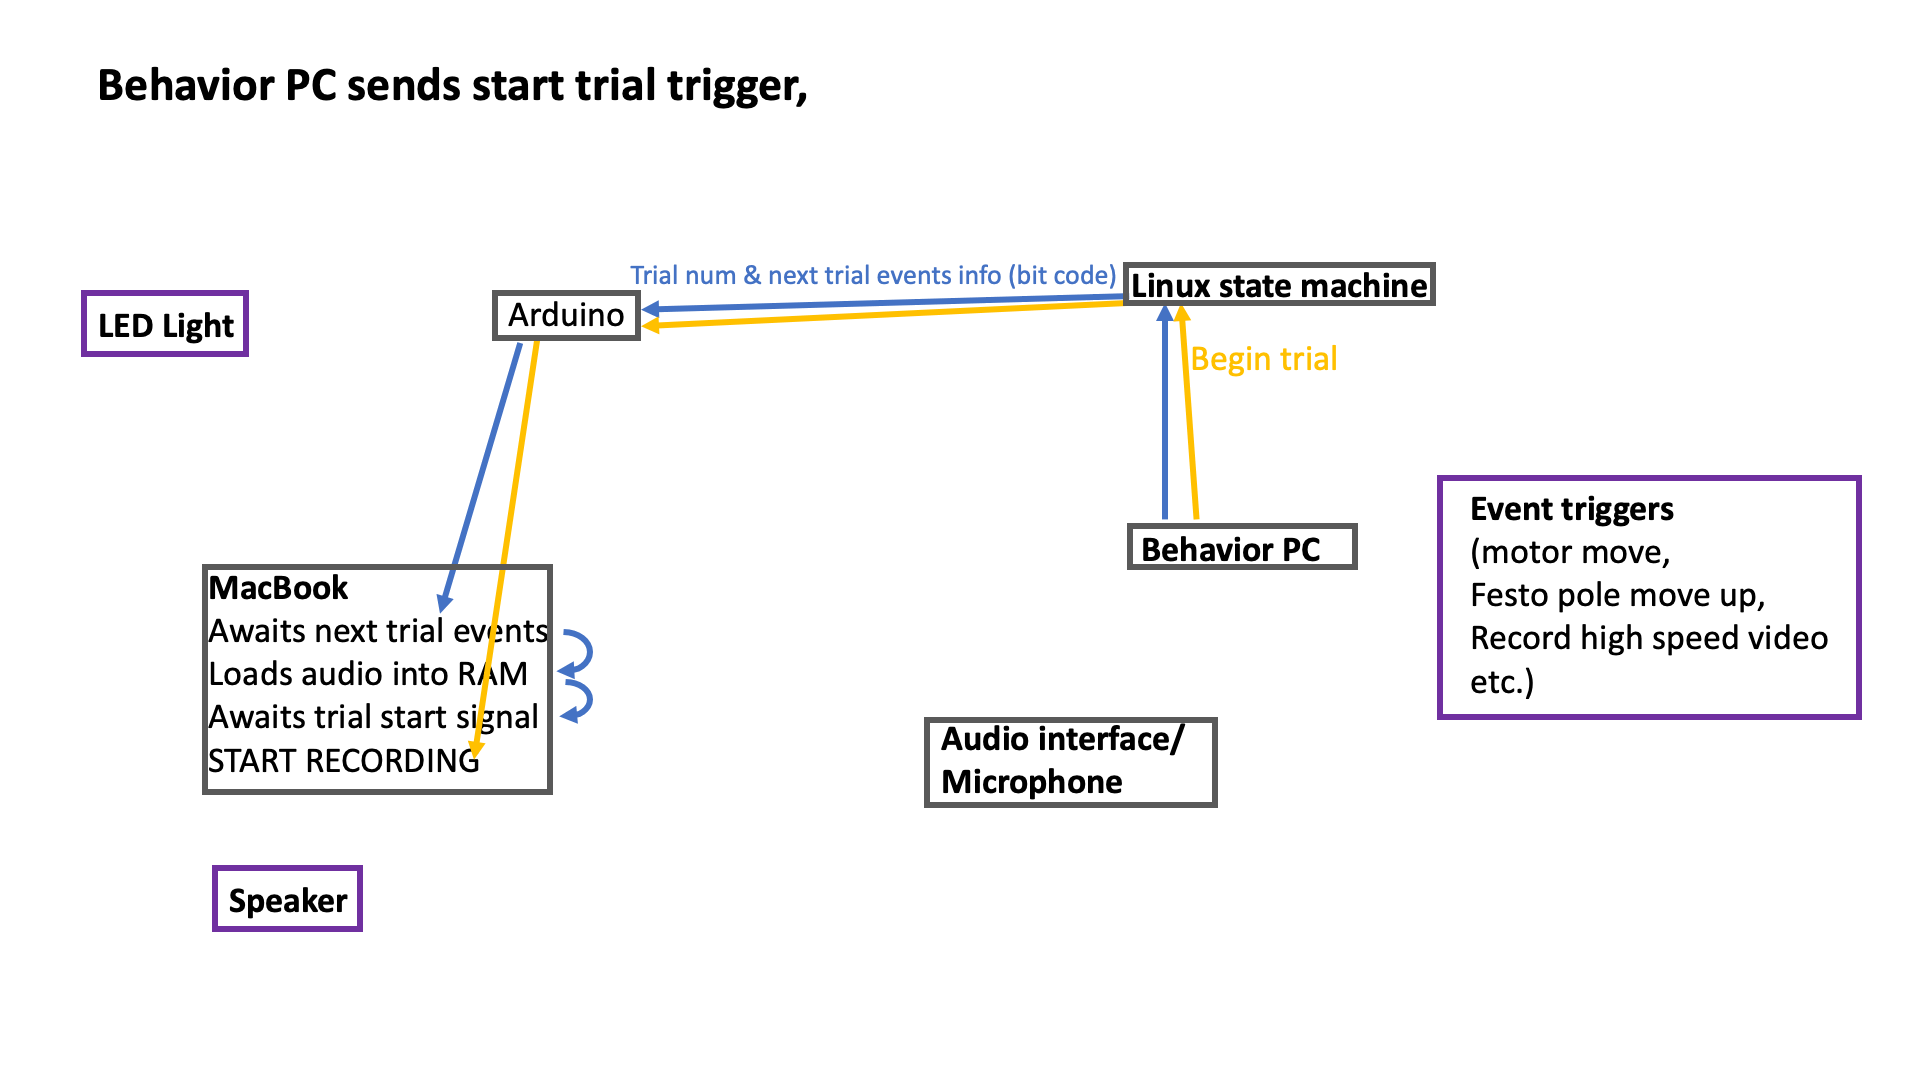 Behavior PC sends start trial trigger,
Trial num & next trial events info (bit code)
Linux state machine
LED Light
Arduino
Begin trial
Event triggers
(motor move,
Festo pole move up,
Record high speed video
etc.)
Behavior PC
MacBook
Awaits next trial events
Loads audio into RAM
Awaits trial start signal
START RECORDING
Audio interface/
Microphone
Speaker